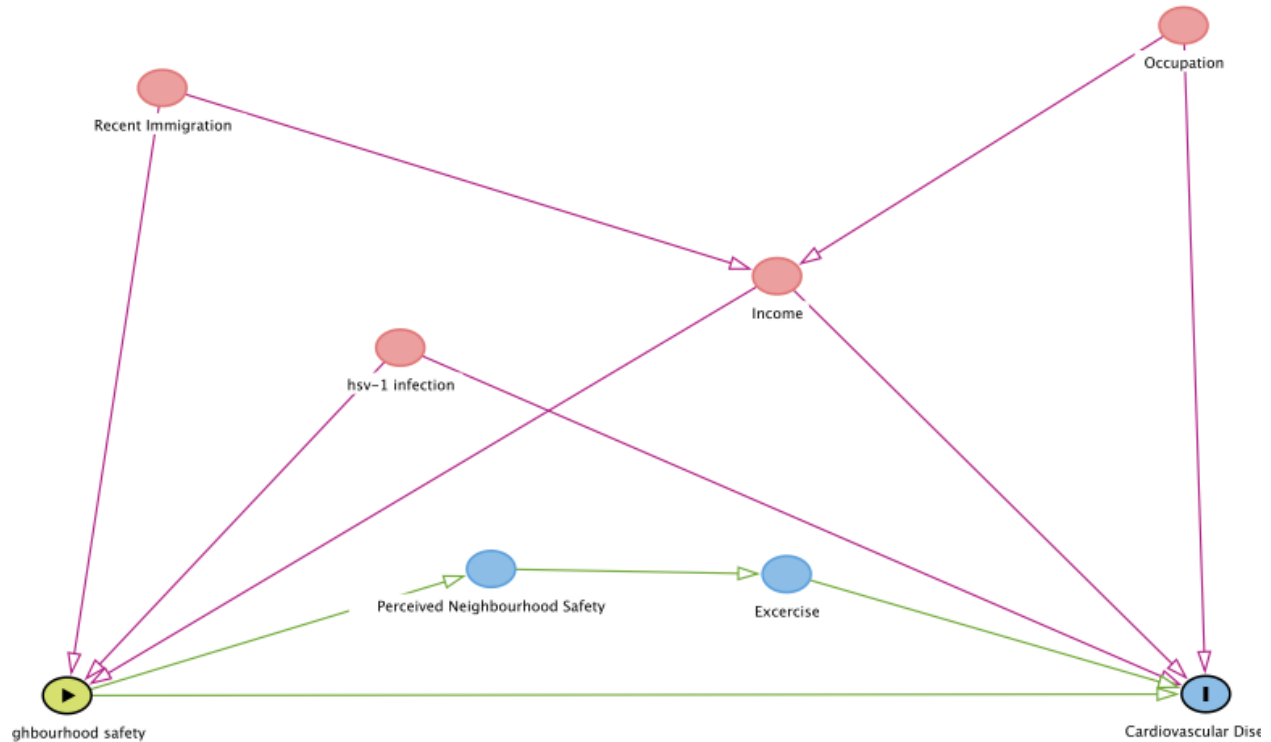 Occupation
Recent Immigration
Income
hsv-1 infection
Perceived Neighbourhood Safety
Excercise
ghbourhood safety
Cardiovascular Dise